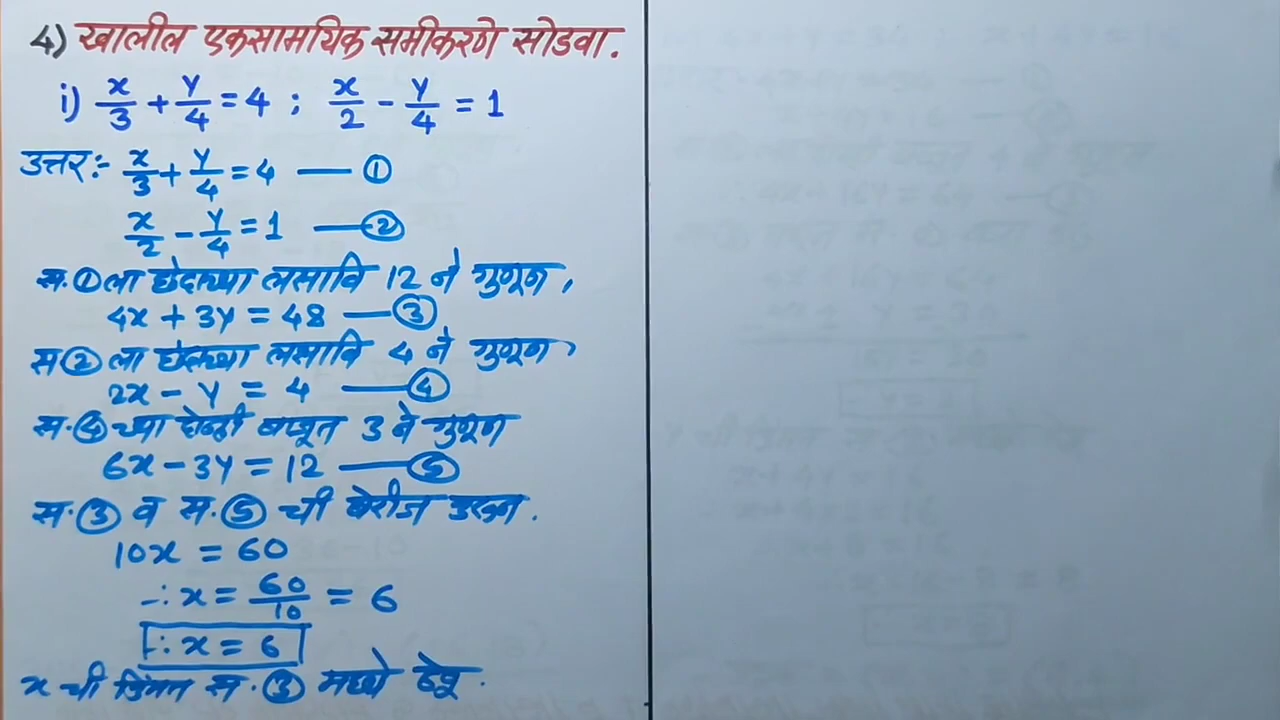 4) खालील एकसामयिक समीकरणे सोडवा.
i) x/3 + y/4 = 4 ; x/2 - y/4 = 1
उत्तर:- x/3 + y/4 = 4 — ①
x/2 - y/4 = 1 — ②
स.① ला छेदाच्या लसावि 12 ने गुणून,
4x + 3y = 48 — ③
स② ला छेदाच्या लसावि 4 ने गुणून,
2x - y = 4 — ④
स.④ च्या दोन्ही बाजूस 3 ने गुणून
6x - 3y = 12 — ⑤
स.③ व स.⑤ ची बेरीज करून.
10x = 60
∴ x = 60/10 = 6
∴ x = 6
x ची किंमत स.③ मध्ये ठेवू.